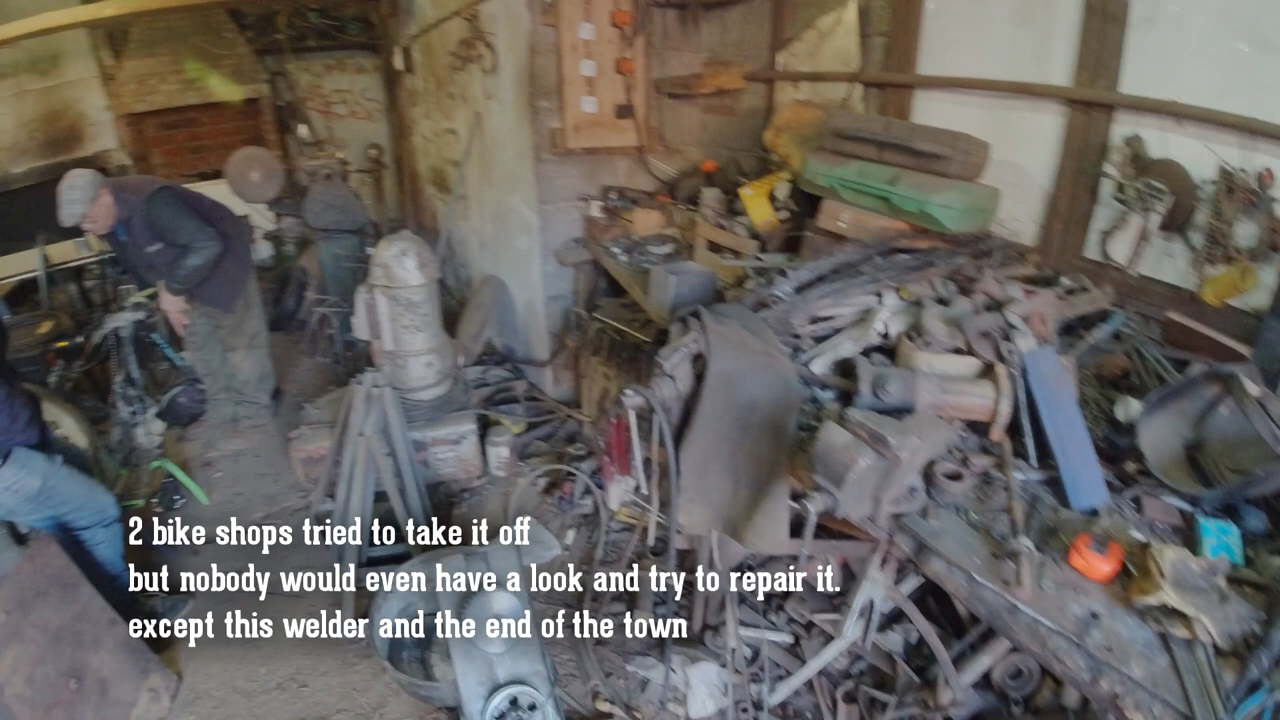 2 bike shops tried to take it off
but nobody would even have a look and try to repair it.
except this welder and the end of the town